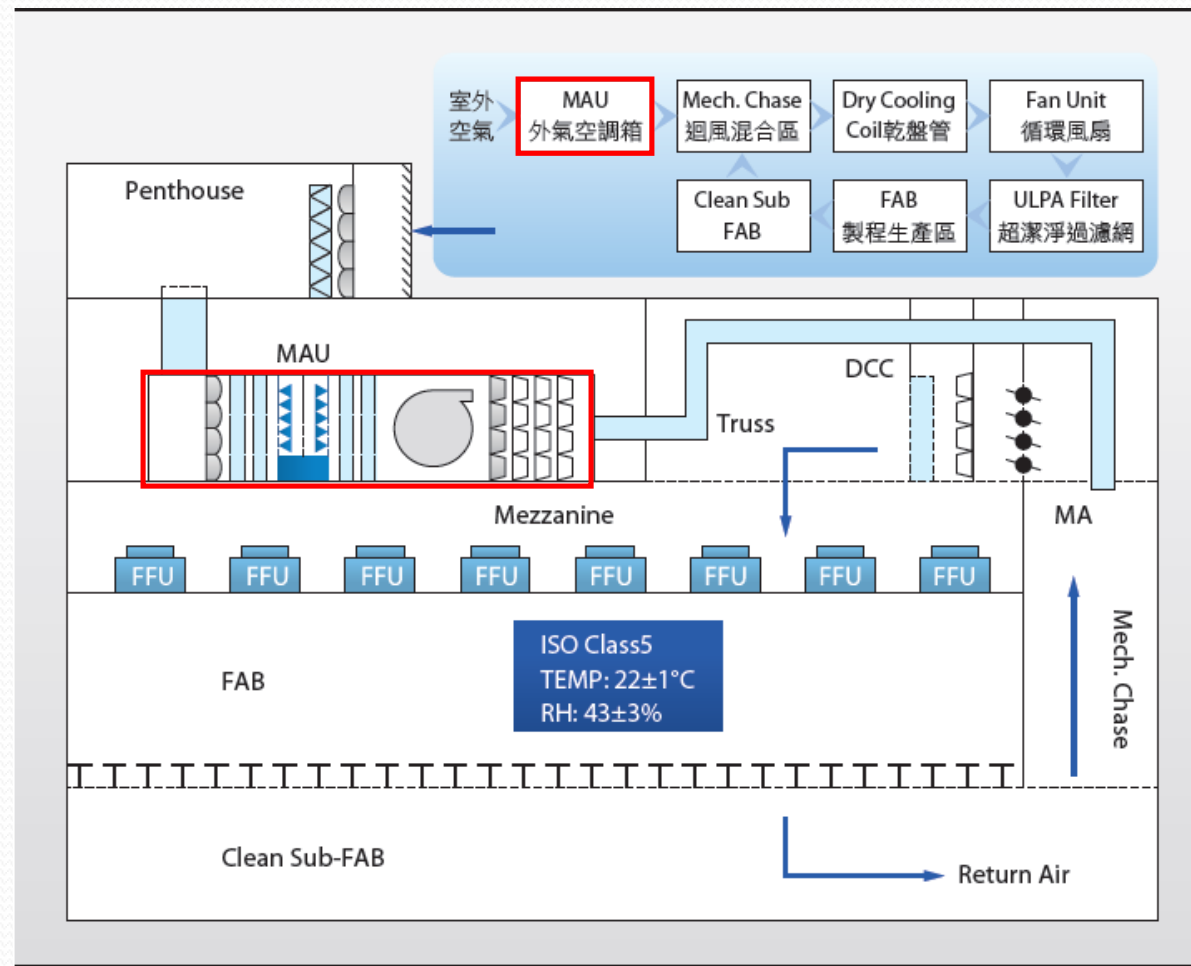 室外
空氣
MAU
外氣空調箱
Mech. Chase
迴風混合區
Dry Cooling
Coil乾盤管
Fan Unit
循環風扇
Clean Sub
FAB
FAB
製程生產區
ULPA Filter
超潔淨過濾網
Penthouse
MAU
DCC
Truss
Mezzanine
MA
FFU
FFU
FFU
FFU
FFU
FFU
FFU
FFU
ISO Class5
TEMP: 22±1°C
RH: 43±3%
FAB
Mech. Chase
Clean Sub-FAB
Return Air